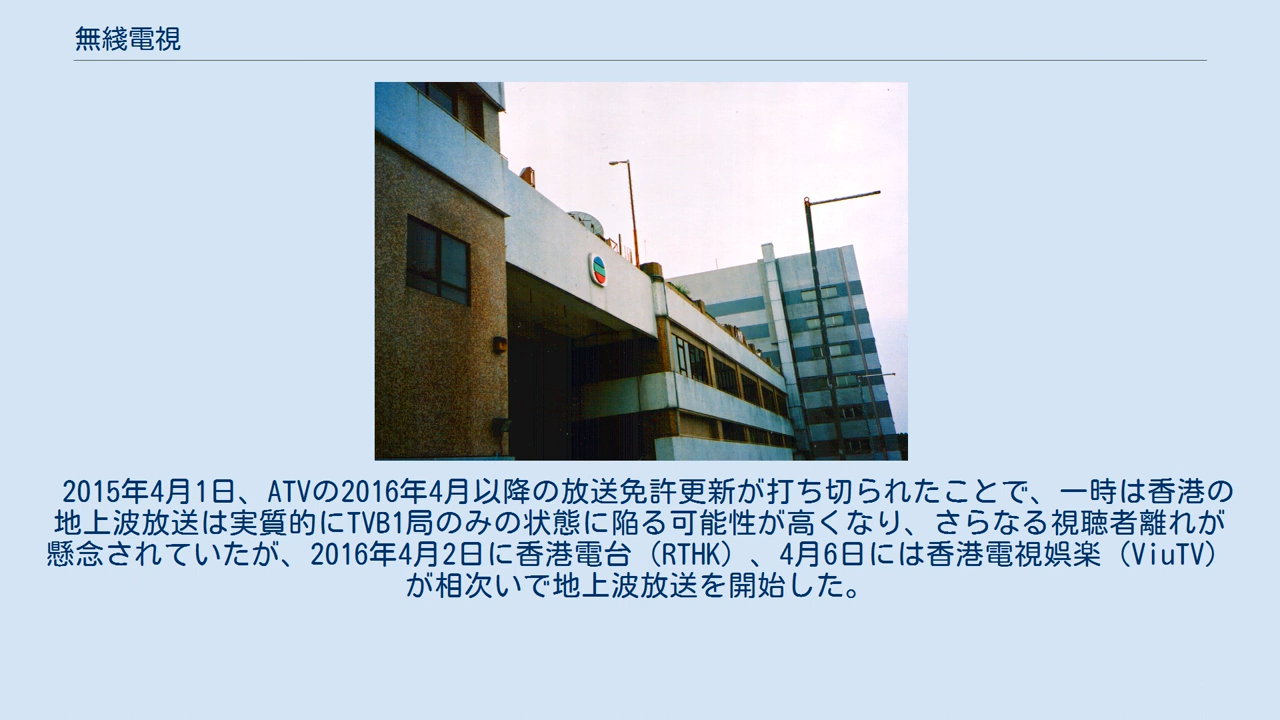 無綫電視
2015年4月1日、ATVの2016年4月以降の放送免許更新が打ち切られたことで、一時は香港の
地上波放送は実質的にTVB1局のみの状態に陥る可能性が高くなり、さらなる視聴者離れが
懸念されていたが、2016年4月2日に香港電台（RTHK）、4月6日には香港電視娯楽（ViuTV）
が相次いで地上波放送を開始した。